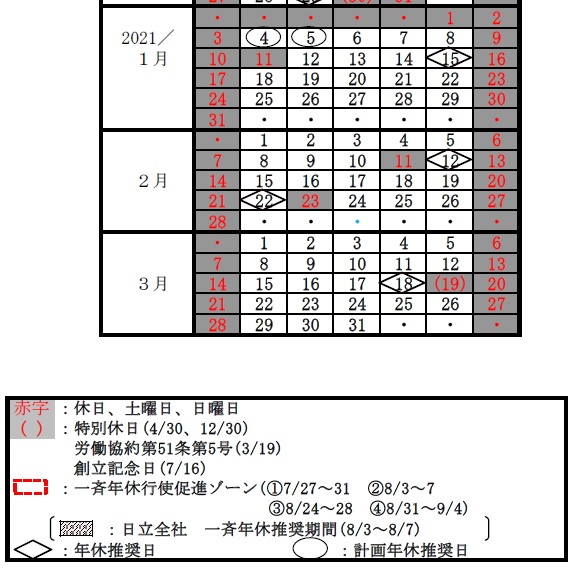 27 28 29 (30) 31 ・ ・
2021／
1月
・ ・ ・ ・ ・ 1 2
3 4 5 6 7 8 9
10 11 12 13 14 15 16
17 18 19 20 21 22 23
24 25 26 27 28 29 30
31 ・ ・ ・ ・ ・ ・
2月
・ 1 2 3 4 5 6
7 8 9 10 11 12 13
14 15 16 17 18 19 20
21 22 23 24 25 26 27
28 ・ ・ ・ ・ ・ ・
3月
・ 1 2 3 4 5 6
7 8 9 10 11 12 13
14 15 16 17 18 (19) 20
21 22 23 24 25 26 27
28 29 30 31 ・ ・ ・
赤字：休日、土曜日、日曜日
( )：特別休日(4/30、12/30)
労働協約第51条第5号(3/19)
創立記念日(7/16)
：一斉年休行使促進ゾーン(①7/27～31 ②8/3～7
③8/24～28 ④8/31～9/4)
：日立全社 一斉年休推奨期間(8/3～8/7)
：年休推奨日 ：計画年休推奨日